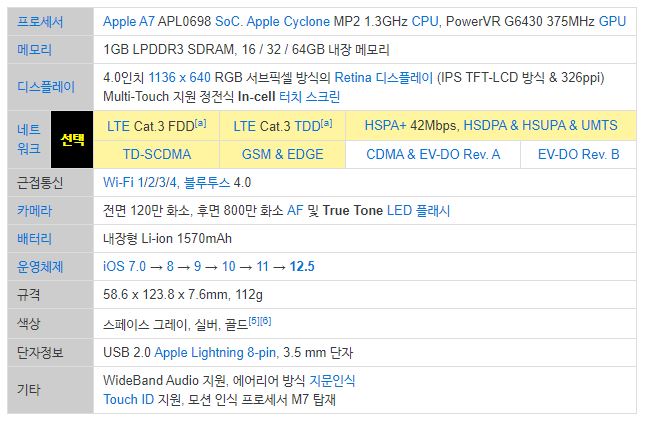 프로세서 Apple A7 APL0698 SoC. Apple Cyclone MP2 1.3GHz CPU, PowerVR G6430 375MHz GPU
메모리 1GB LPDDR3 SDRAM, 16 / 32 / 64GB 내장 메모리
디스플레이 4.0인치 1136 x 640 RGB 서브픽셀 방식의 Retina 디스플레이 (IPS TFT-LCD 방식 & 326ppi)
Multi-Touch 지원 정전식 In-cell 터치 스크린
네트워크 선택 LTE Cat.3 FDD[a] LTE Cat.3 TDD[a] HSPA+ 42Mbps, HSDPA & HSUPA & UMTS
TD-SCDMA GSM & EDGE CDMA & EV-DO Rev. A EV-DO Rev. B
근접통신 Wi-Fi 1/2/3/4, 블루투스 4.0
카메라 전면 120만 화소, 후면 800만 화소 AF 및 True Tone LED 플래시
배터리 내장형 Li-ion 1570mAh
운영체제 iOS 7.0 → 8 → 9 → 10 → 11 → 12.5
규격 58.6 x 123.8 x 7.6mm, 112g
색상 스페이스 그레이, 실버, 골드[5][6]
단자정보 USB 2.0 Apple Lightning 8-pin, 3.5 mm 단자
기타 WideBand Audio 지원, 에어리어 방식 지문인식
Touch ID 지원, 모션 인식 프로세서 M7 탑재